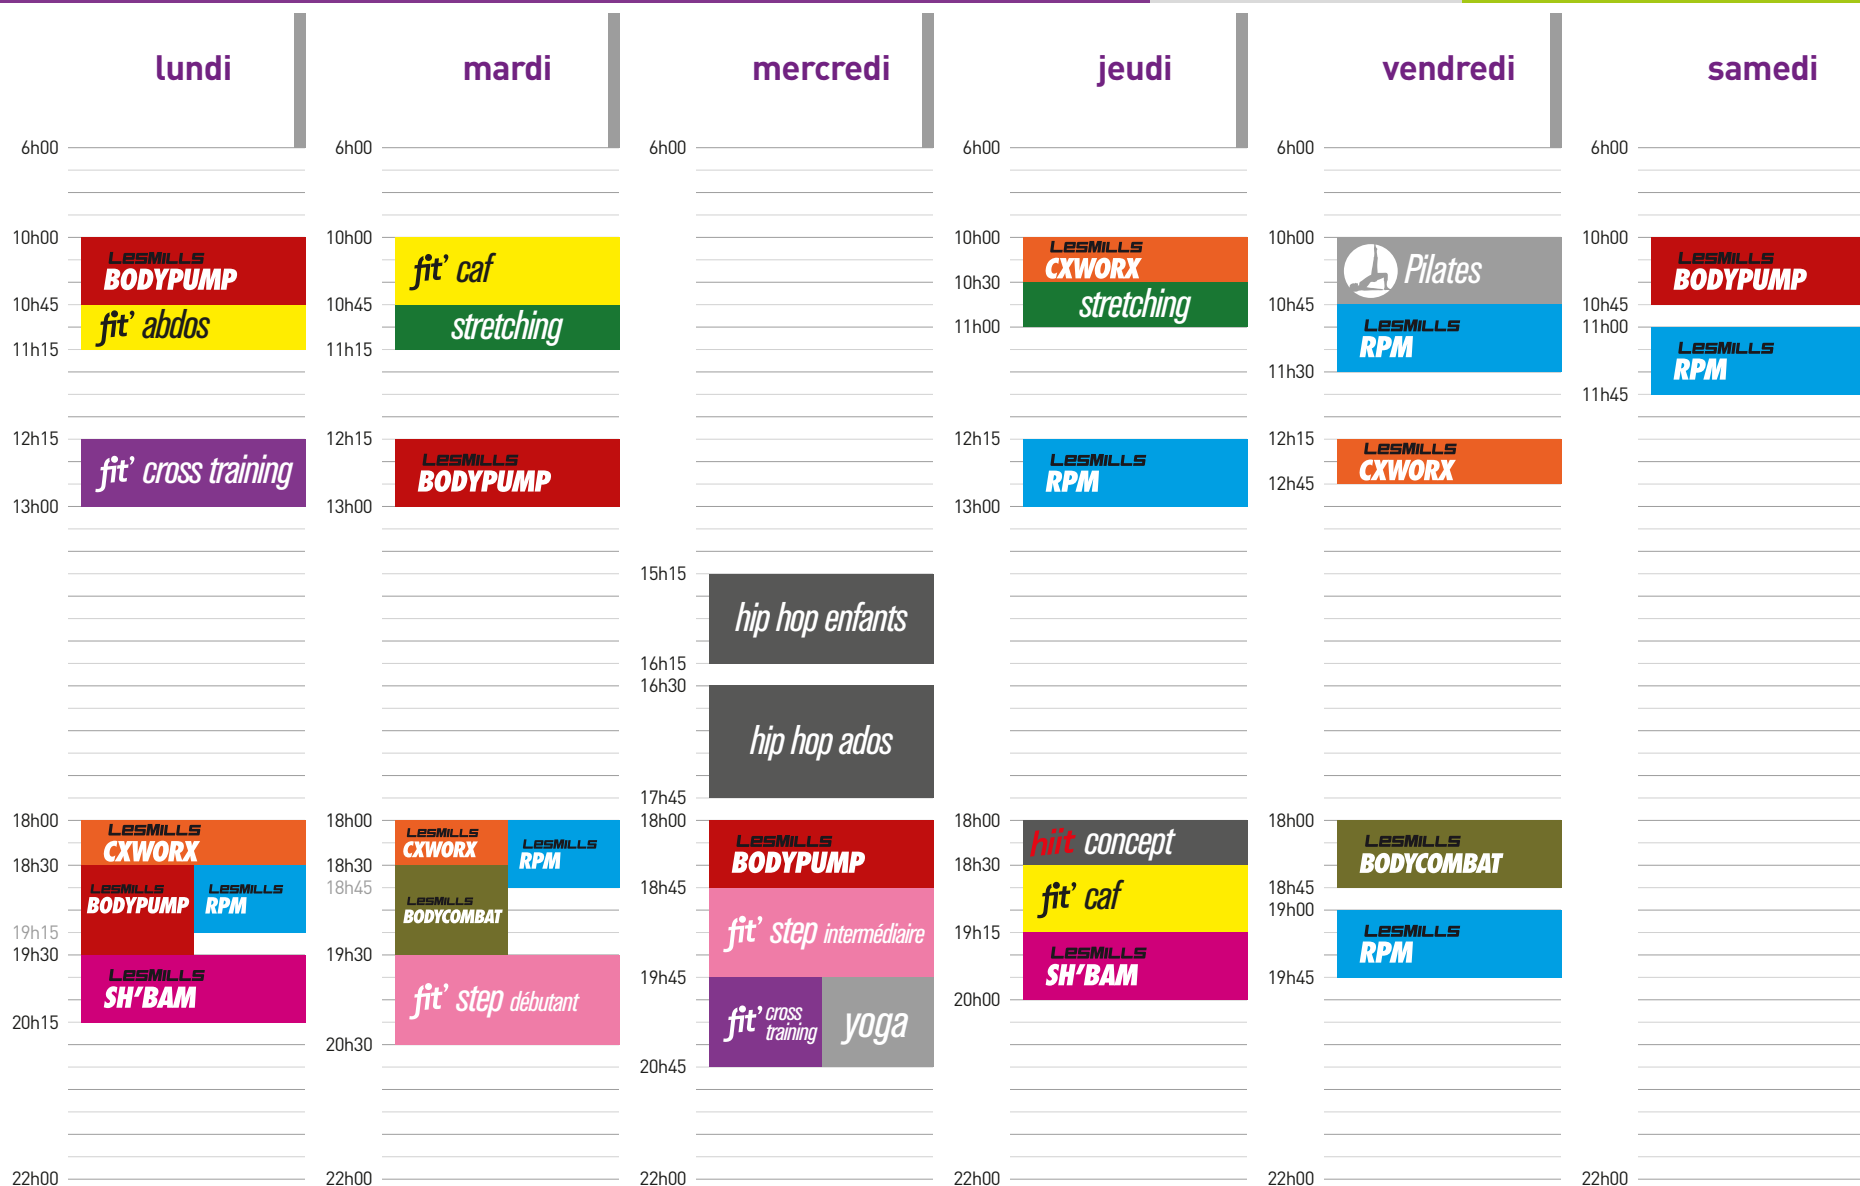 lundi
6h00
10h00
LesMILLS
BODYPUMP
10h45
fit' abdos
11h15
12h15
fit' cross training
13h00
18h00
LesMILLS
CXWORX
18h30
LesMILLS
BODYPUMP
LesMILLS
RPM
19h15
19h30
LesMILLS
SH'BAM
20h15
22h00
mardi
6h00
10h00
fit' caf
10h45
stretching
11h15
12h15
LesMILLS
BODYPUMP
13h00
18h00
LesMILLS
CXWORX
LesMILLS
RPM
18h30
18h45
LesMILLS
BODYCOMBAT
19h30
fit' step débutant
20h30
22h00
mercredi
6h00
15h15
hip hop enfants
16h15
16h30
hip hop ados
17h45
18h00
LesMILLS
BODYPUMP
18h45
fit' step intermédiaire
19h45
fit' cross
training
yoga
20h45
22h00
jeudi
6h00
10h00
LesMILLS
CXWORX
10h30
stretching
11h00
12h15
LesMILLS
RPM
13h00
18h00
hiit concept
18h30
fit' caf
19h15
LesMILLS
SH'BAM
20h00
22h00
vendredi
6h00
10h00
Pilates
10h45
LesMILLS
RPM
11h30
12h15
LesMILLS
CXWORX
12h45
18h00
LesMILLS
BODYCOMBAT
18h45
19h00
LesMILLS
RPM
19h45
22h00
samedi
6h00
10h00
LesMILLS
BODYPUMP
10h45
11h00
LesMILLS
RPM
11h45
22h00